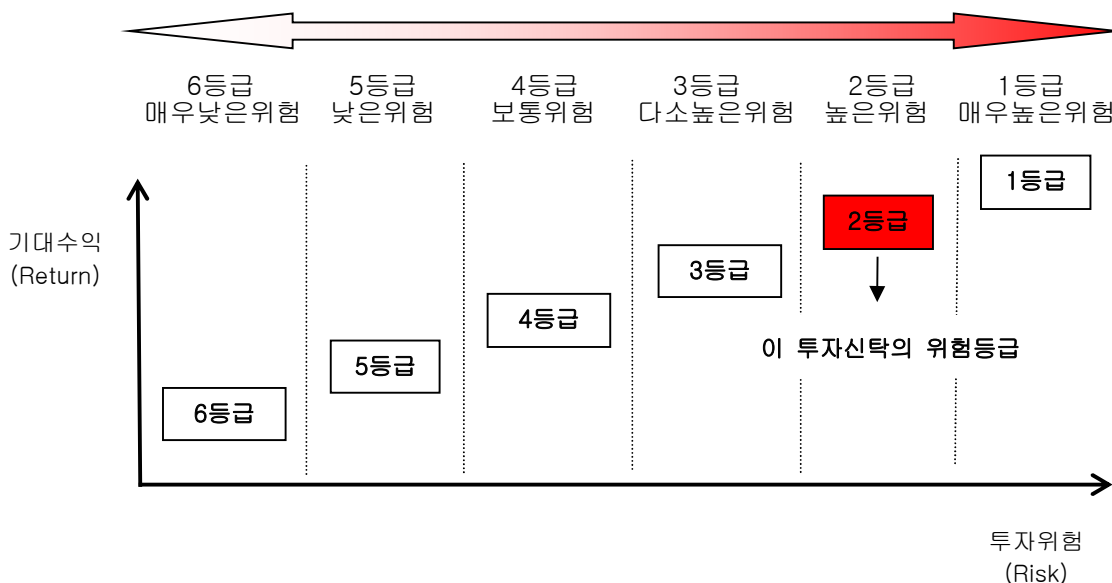 6등급 5등급 4등급 3등급 2등급 1등급
매우낮은위험 낮은위험 보통위험 다소높은위험 높은위험 매우높은위험
1등급
2등급
기대수익
(Return)
3등급
4등급
이 투자신탁의 위험등급
5등급
6등급
투자위험
(Risk)